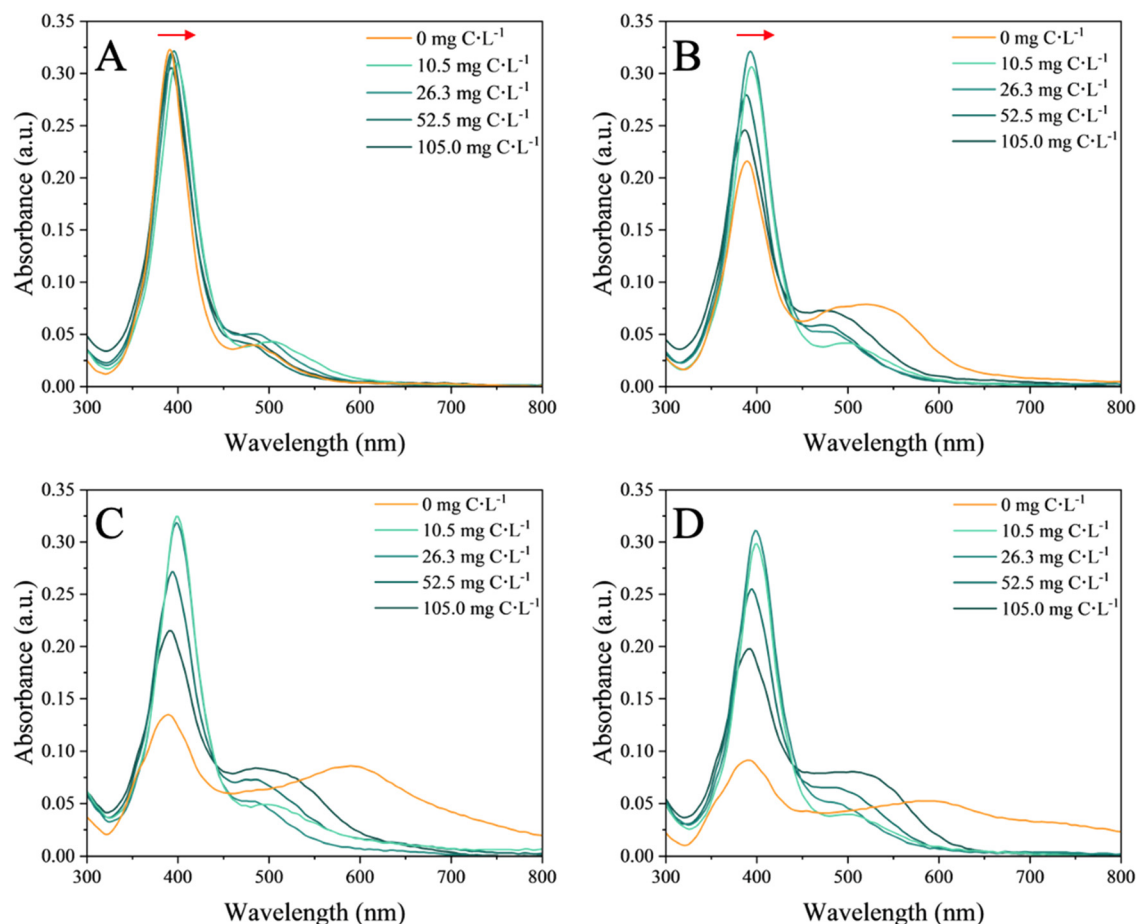 A
0 mg C·L-1
10.5 mg C·L-1
26.3 mg C·L-1
52.5 mg C·L-1
105.0 mg C·L-1
0.35
0.30
0.25
0.20
0.15
0.10
0.05
0.00
Absorbance (a.u.)
300 400 500 600 700 800
Wavelength (nm)
B
0 mg C·L-1
10.5 mg C·L-1
26.3 mg C·L-1
52.5 mg C·L-1
105.0 mg C·L-1
0.35
0.30
0.25
0.20
0.15
0.10
0.05
0.00
Absorbance (a.u.)
300 400 500 600 700 800
Wavelength (nm)
C
0 mg C·L-1
10.5 mg C·L-1
26.3 mg C·L-1
52.5 mg C·L-1
105.0 mg C·L-1
0.35
0.30
0.25
0.20
0.15
0.10
0.05
0.00
Absorbance (a.u.)
300 400 500 600 700 800
Wavelength (nm)
D
0 mg C·L-1
10.5 mg C·L-1
26.3 mg C·L-1
52.5 mg C·L-1
105.0 mg C·L-1
0.35
0.30
0.25
0.20
0.15
0.10
0.05
0.00
Absorbance (a.u.)
300 400 500 600 700 800
Wavelength (nm)